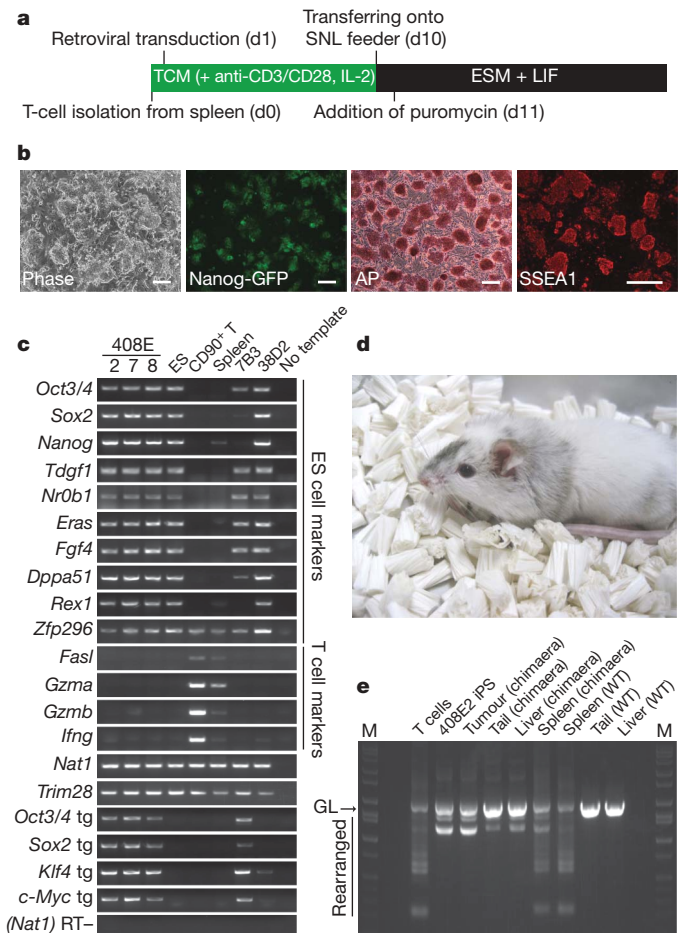 a
Transferring onto
Retroviral transduction (d1)
SNL feeder (d10)
TCM (+ anti-CD3/CD28, IL-2)
ESM + LIF
T-cell isolation from spleen (d0)
Addition of puromycin (d11)
b
Phase
Nanog-GFP
AP
SSEA1
c
408E
2 7 8 ES CD90+ T Spleen 7B3 38D2 No template
Oct3/4
Sox2
Nanog
Tdgf1
Nr0b1
Eras
Fgf4
Dppa51
Rex1
Zfp296
ES cell markers
Fasl
Gzma
Gzmb
Ifng
T cell markers
Nat1
Trim28
Oct3/4 tg
Sox2 tg
Klf4 tg
c-Myc tg
(Nat1) RT–
d
e
M
T cells
408E2 iPS
Tumour (chimaera)
Tail (chimaera)
Liver (chimaera)
Spleen (chimaera)
Spleen (WT)
Tail (WT)
Liver (WT)
M
GL→
Rearranged